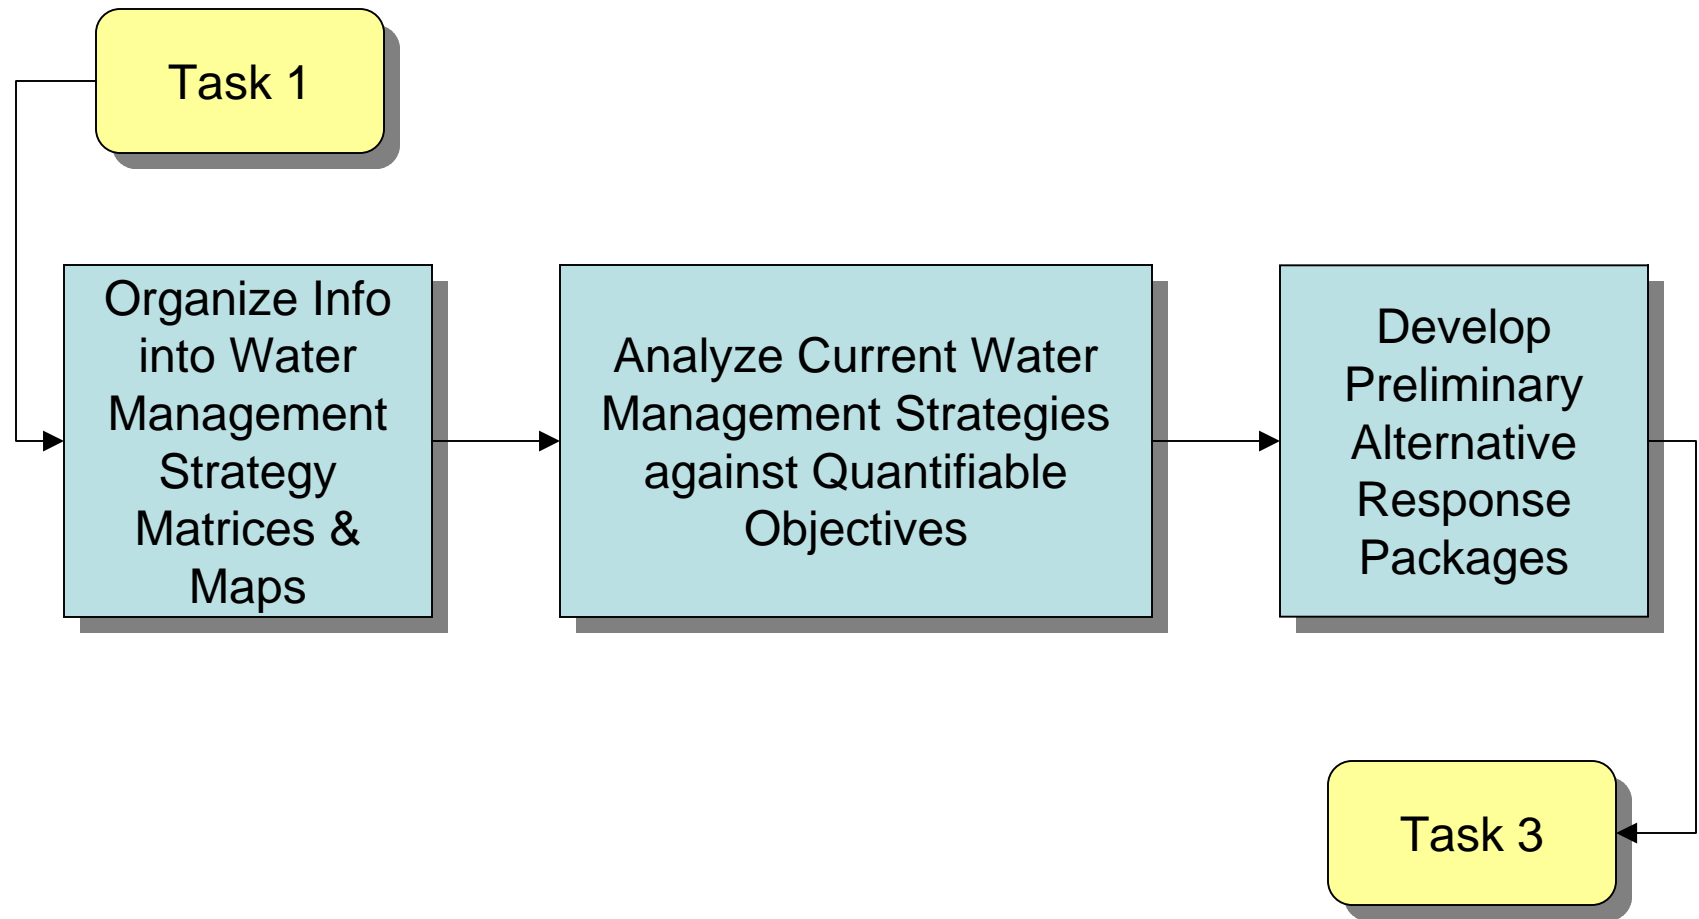 Task 1
Organize Info
into Water
Management
Strategy
Matrices &
Maps
Analyze Current Water
Management Strategies
against Quantifiable
Objectives
Develop
Preliminary
Alternative
Response
Packages
Task 3